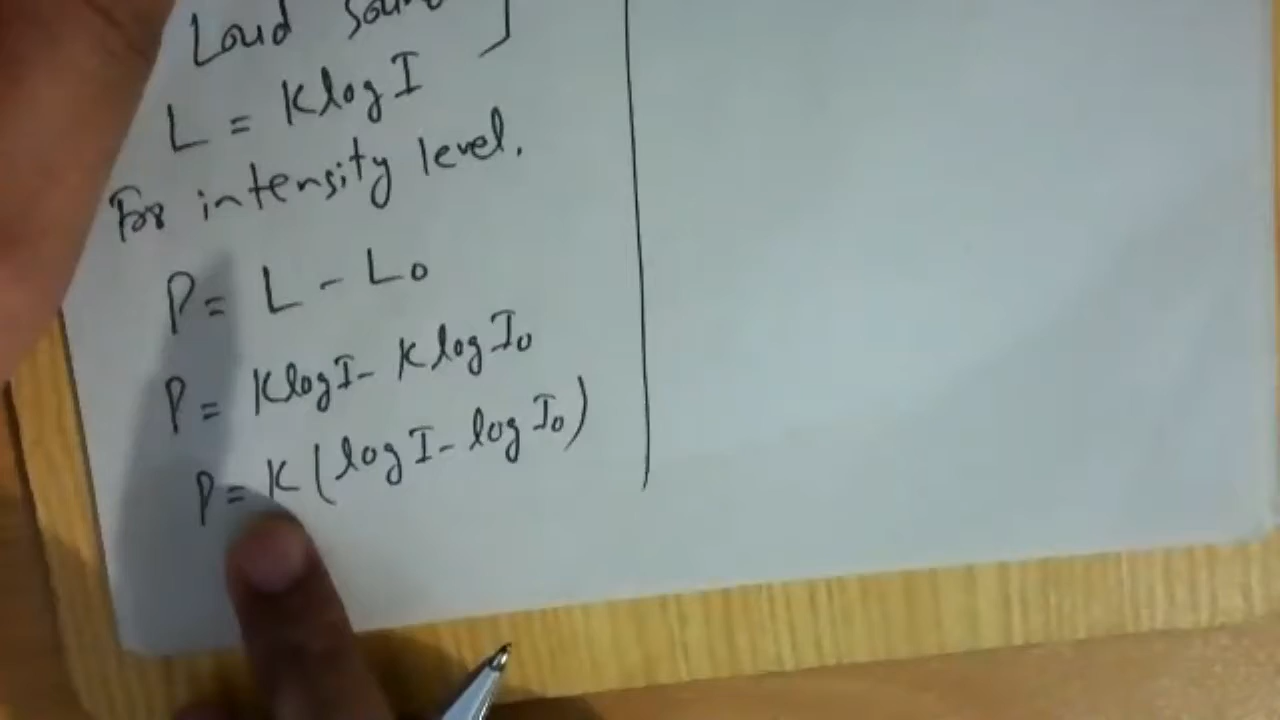 Loud
L = K log I
For intensity level.
P = L - L₀
P = K log I - K log I₀
P = K (log I - log I₀)